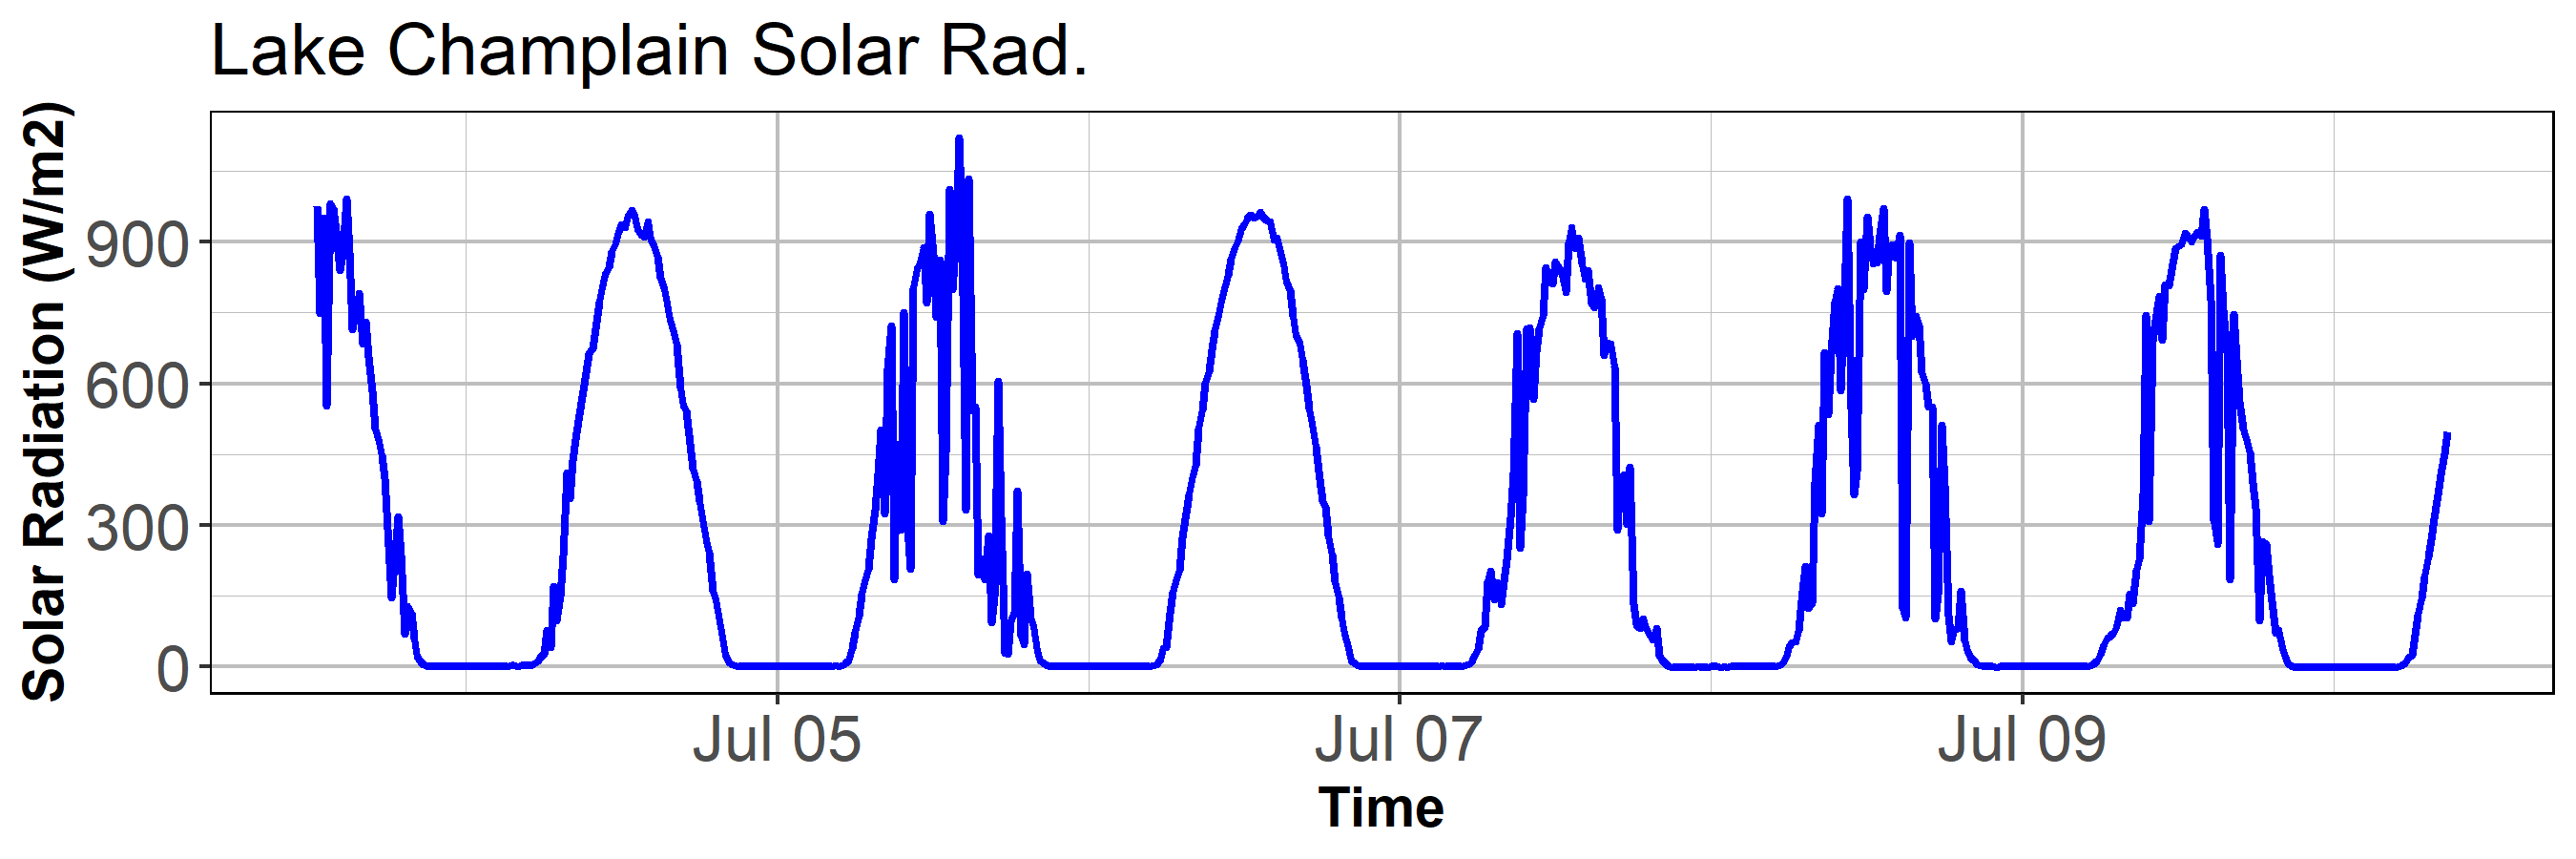 Lake Champlain Solar Rad.
Solar Radiation (W/m2)
900
600
300
0
Jul 05 Jul 07 Jul 09
Time